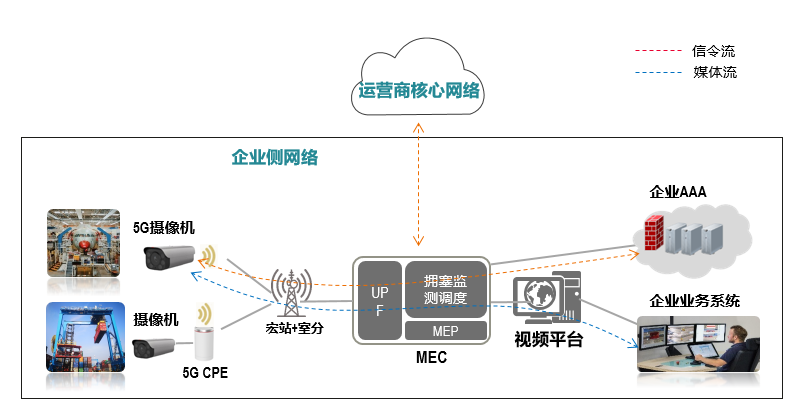 信令流
媒体流
运营商核心网络
企业侧网络
企业AAA
5G摄像机
UP
F
拥塞监
测调度
MEP
MEC
宏站+室分
摄像机
5G CPE
视频平台
企业业务系统